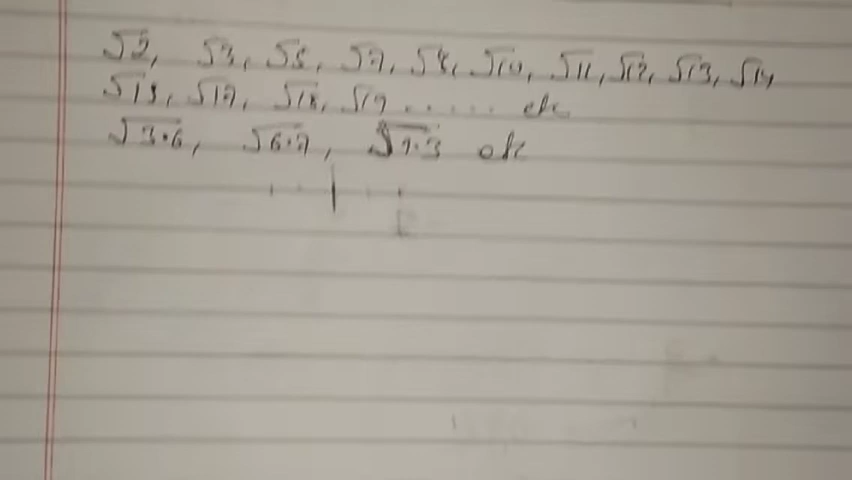 √2, √3, √5, √7, √8, √10, √11, √12, √13, √14
√15, √17, √18, √19 ...... etc
√3.6, √6.7, √7.3 etc